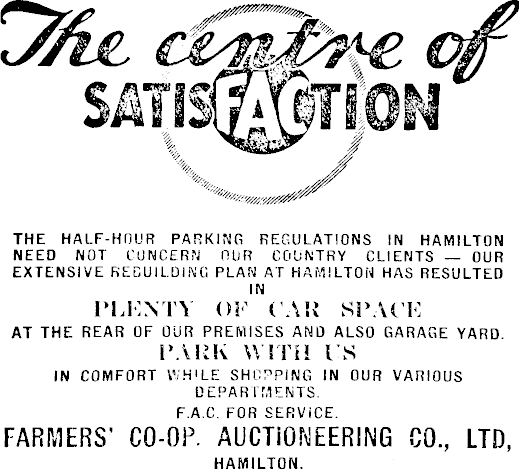 The centre of
SATISFACTION
THE HALF-HOUR PARKING REGULATIONS IN HAMILTON
NEED NOT CONCERN OUR COUNTRY CLIENTS — OUR
EXTENSIVE REBUILDING PLAN AT HAMILTON HAS RESULTED
IN
PLENTY OF CAR SPACE
AT THE REAR OF OUR PREMISES AND ALSO GARAGE YARD.
PARK WITH US
IN COMFORT WHILE SHOPPING IN OUR VARIOUS
DEPARTMENTS.
F.A.C. FOR SERVICE.
FARMERS' CO-OP. AUCTIONEERING CO., LTD,
HAMILTON.